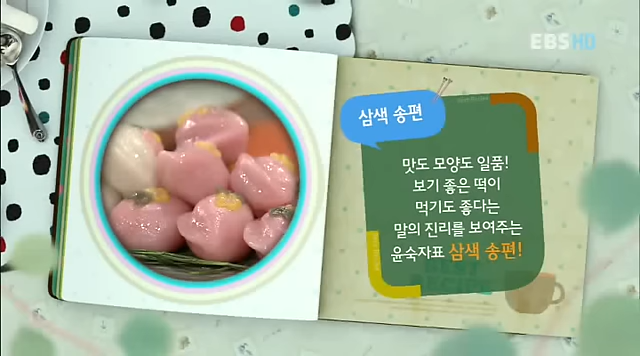 EBS HD
삼색 송편
맛도 모양도 일품!
보기 좋은 떡이
먹기도 좋다는
말의 진리를 보여주는
윤숙자표 삼색 송편!